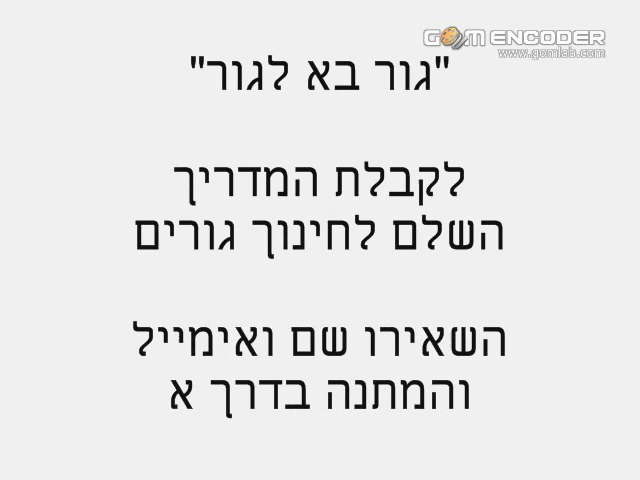 GOM ENCODER
www.gomlab.com
"גור בא לגור"
לקבלת המדריך
השלם לחינוך גורים
השאירו שם ואימייל
והמתנה בדרך א